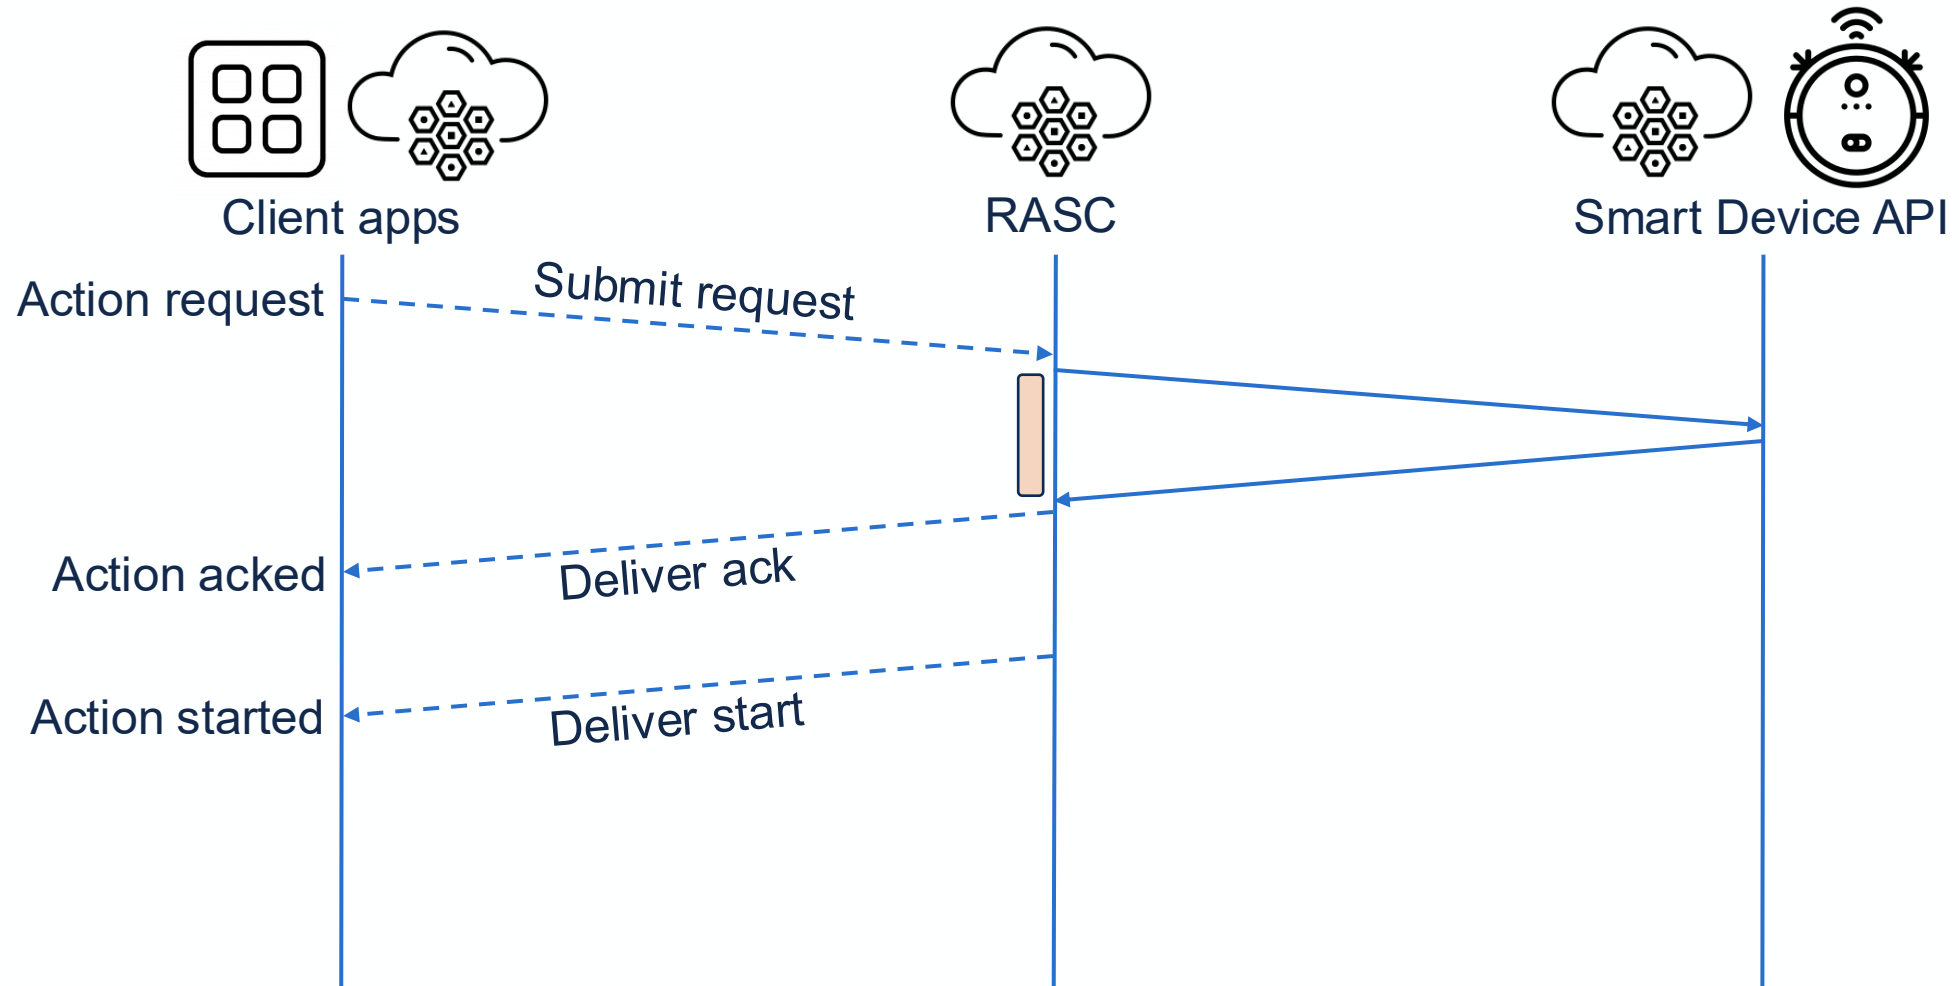 Client apps
RASC
Smart Device API
Action request
Submit request
Action acked
Deliver ack
Action started
Deliver start